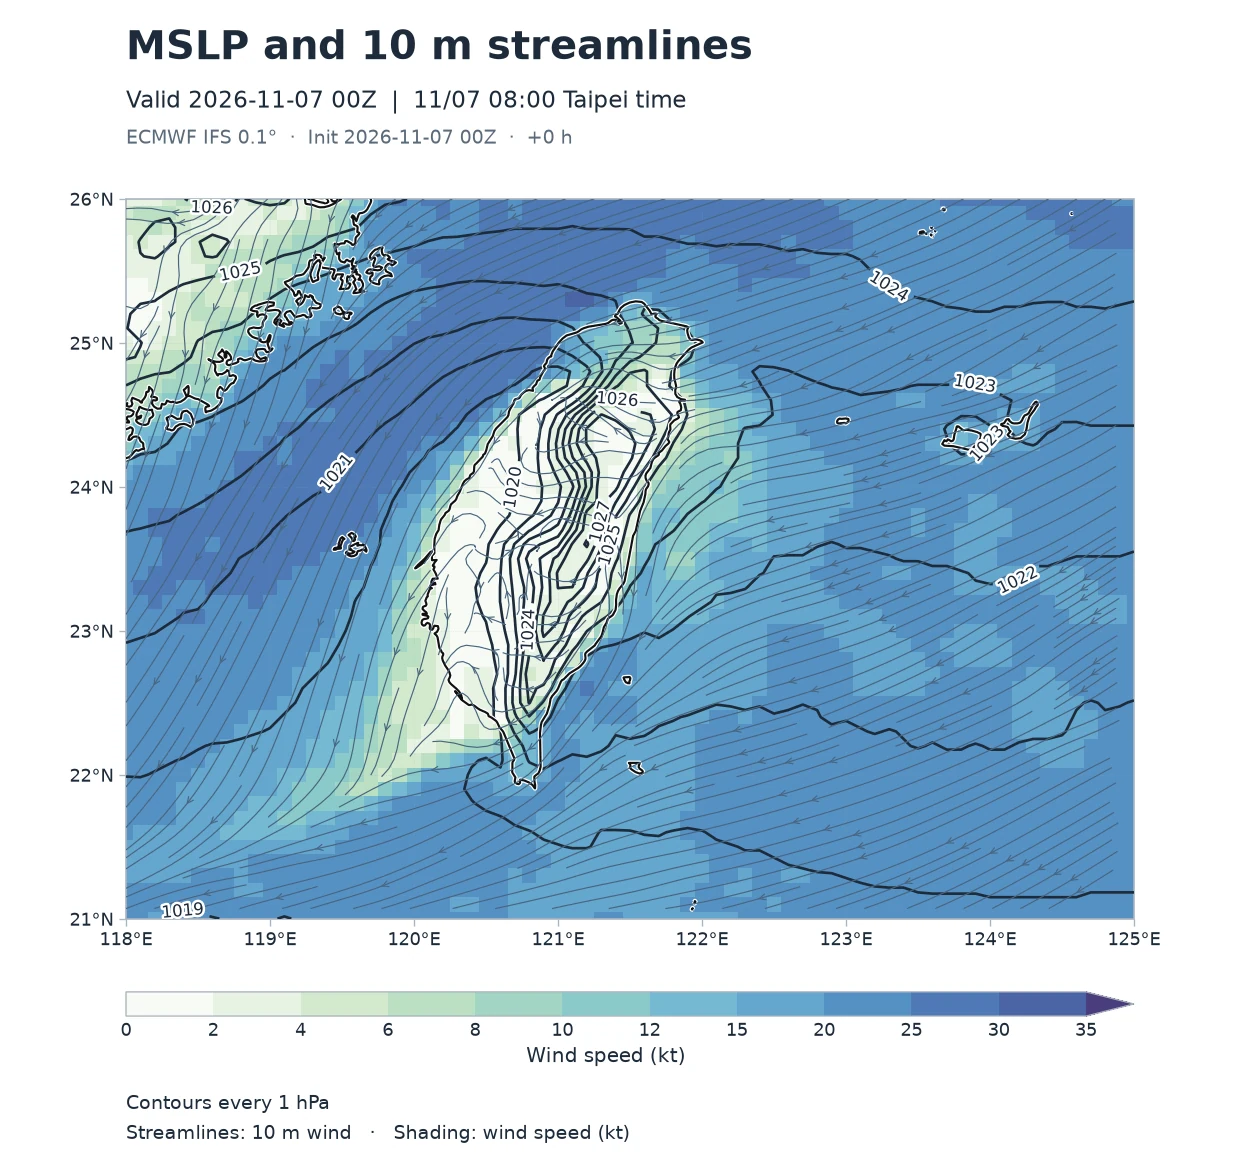 MSLP and 10 m streamlines
Valid 2026-11-07 00Z | 11/07 08:00 Taipei time
ECMWF IFS 0.1° · Init 2026-11-07 00Z · +0 h
26°N
25°N
24°N
23°N
22°N
21°N
1026
1025
1024
1023
1026
1023
1021
1020
1027
1025
1022
1024
1019
118°E 119°E 120°E 121°E 122°E 123°E 124°E 125°E
0 2 4 6 8 10 12 15 20 25 30 35
Wind speed (kt)
Contours every 1 hPa
Streamlines: 10 m wind · Shading: wind speed (kt)